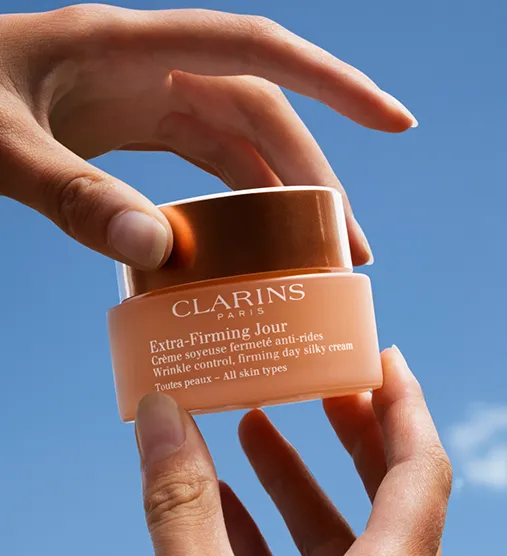 CLARINS
PARIS
Extra-Firming Jour
Crème soyeuse fermeté anti-rides
Wrinkle control, firming day silky cream
Toutes peaux – All skin types